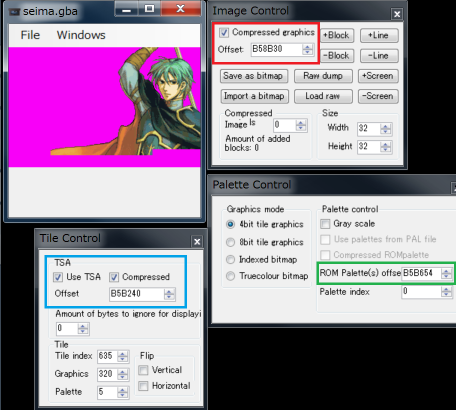 seima.gba
File Windows
Image Control
Compressed graphics
Offset: B58B30
+Block +Line
-Block -Line
Save as bitmap Raw dump +Screen
Import a bitmap Load raw -Screen
Compressed
Image Is 0
Amount of added
blocks: 0
Size
Width 32
Height 32
Palette Control
Graphics mode
4bit tile graphics
8bit tile graphics
Indexed bitmap
Truecolour bitmap
Palette control
Gray scale
Use palettes from PAL file
Compressed ROMpalette
ROM Palette(s) offse B5B654
Palette index 0
Tile Control
TSA
Use TSA Compressed
Offset B5B240
Amount of bytes to ignore for displayi
0
Tile
Tile index 635
Graphics 320
Palette 5
Flip
Vertical
Horizontal